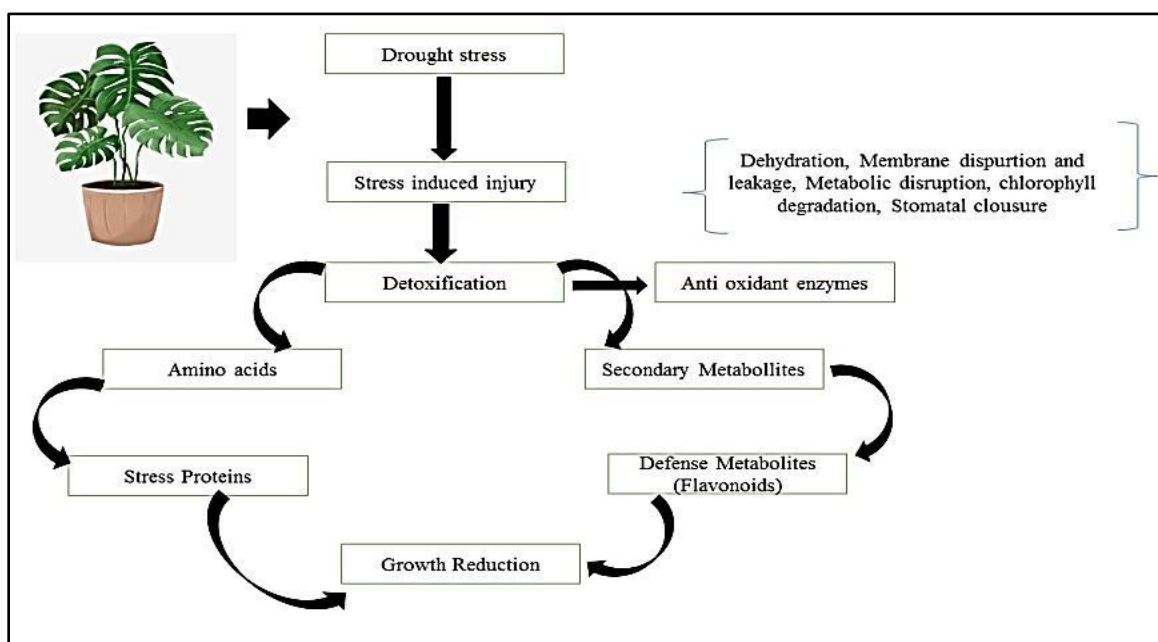 Drought stress
Stress induced injury
Dehydration, Membrane dispurtion and
leakage, Metabolic disruption, chlorophyll
degradation, Stomatal clousure
Detoxification
Anti oxidant enzymes
Amino acids
Secondary Metabollites
Stress Proteins
Defense Metabolites
(Flavonoids)
Growth Reduction